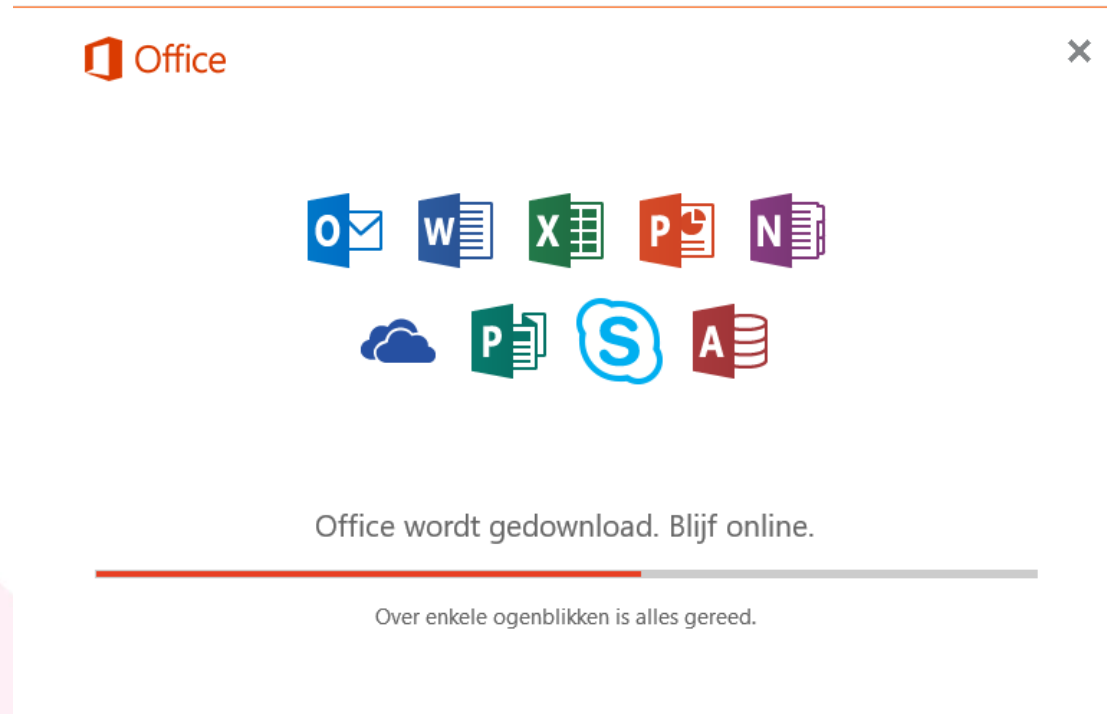 Office
O W X P N
P S A
Office wordt gedownload. Blijf online.
Over enkele ogenblikken is alles gereed.